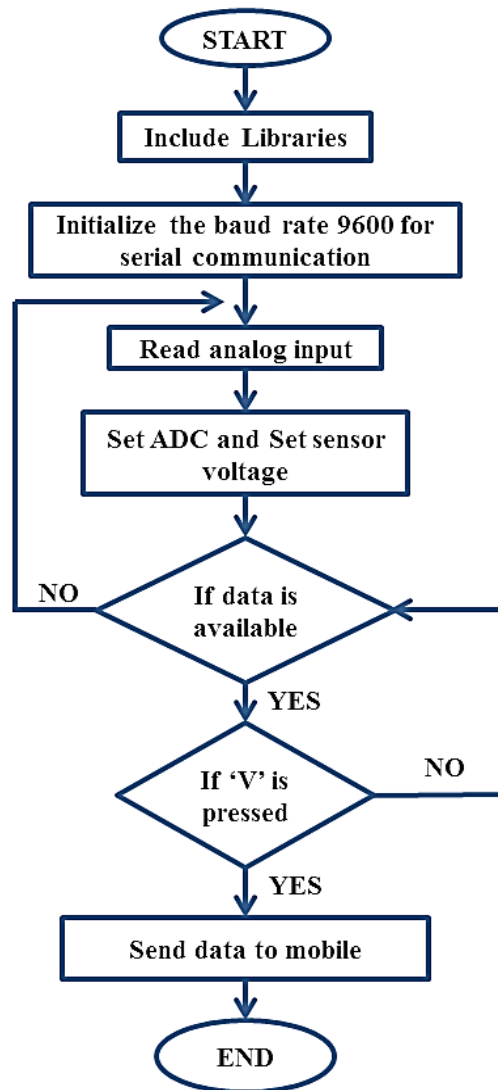 START
Include Libraries
Initialize the baud rate 9600 for
serial communication
Read analog input
Set ADC and Set sensor
voltage
NO
If data is
available
YES
If ‘V’ is
pressed
NO
YES
Send data to mobile
END